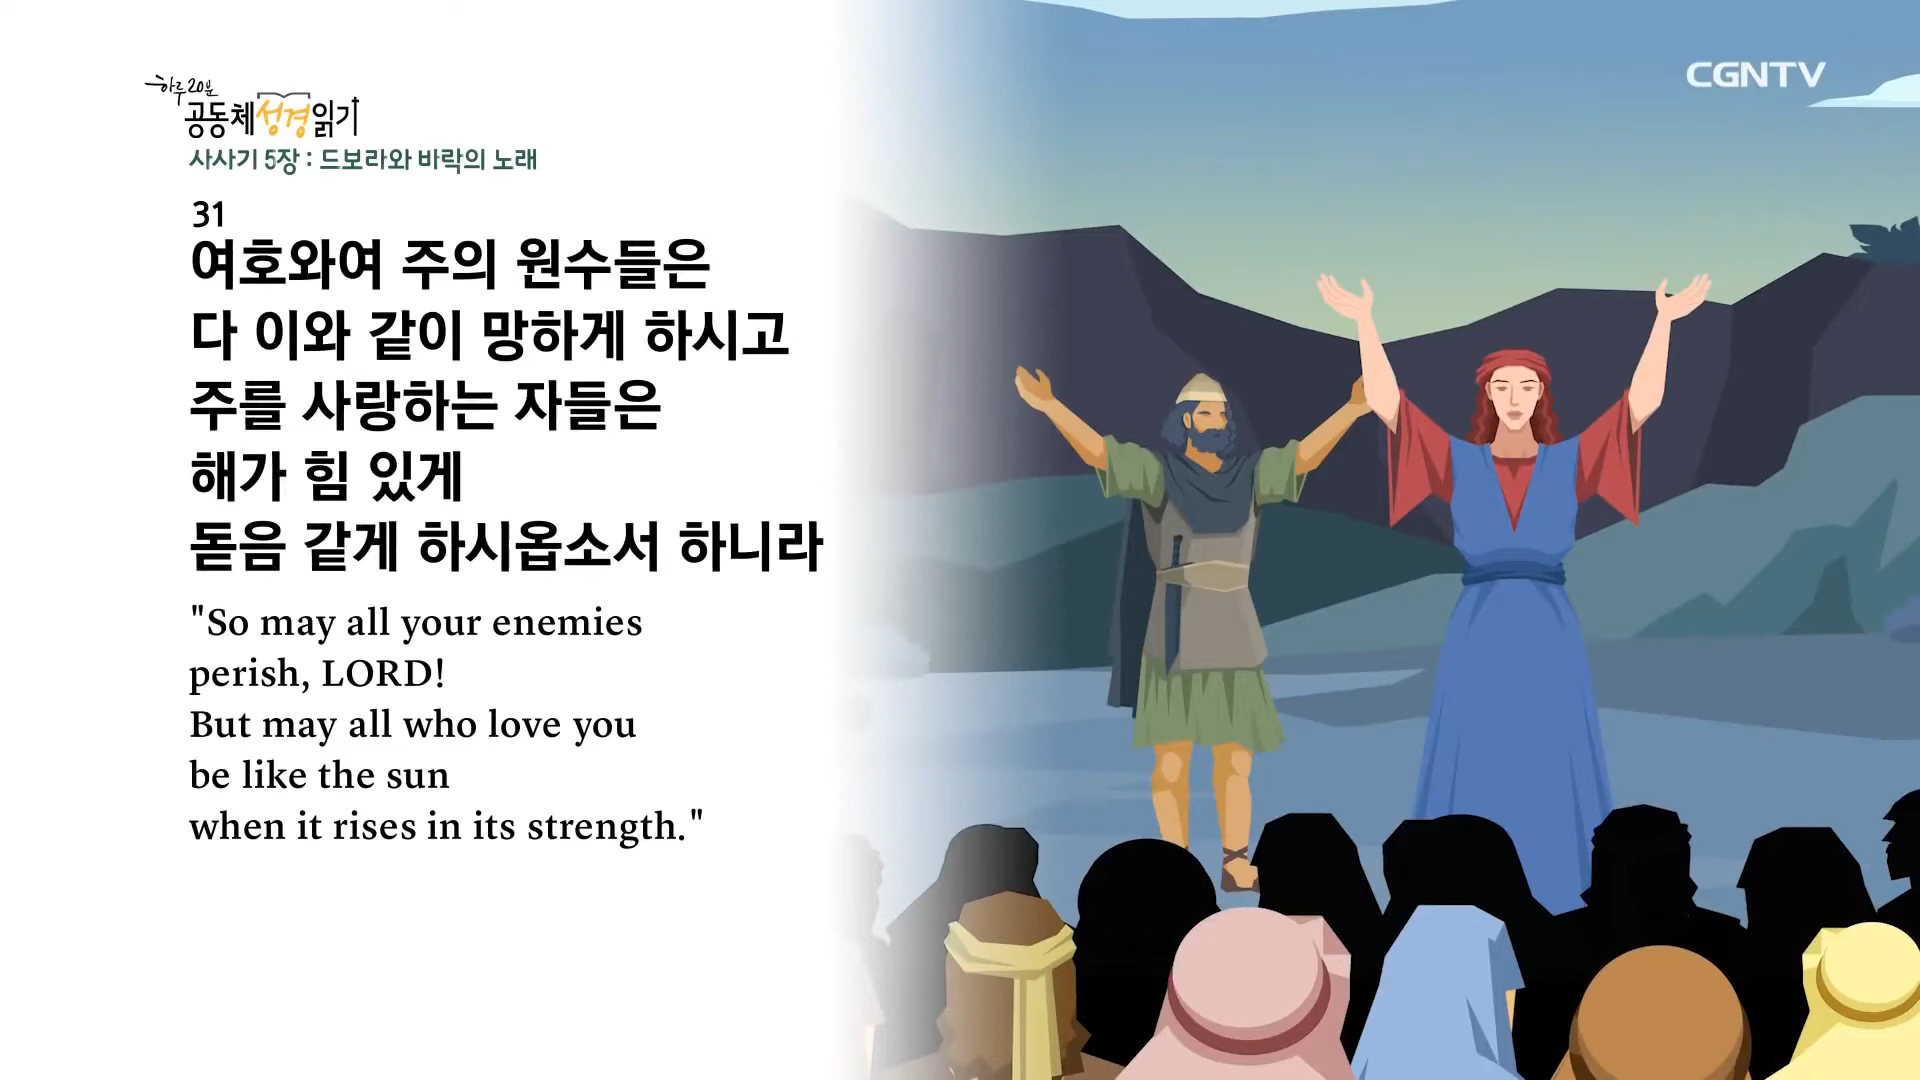 하루 20분
공동체성경읽기
CGNTV
사사기 5장 : 드보라와 바락의 노래
31
여호와여 주의 원수들은
다 이와 같이 망하게 하시고
주를 사랑하는 자들은
해가 힘 있게
돋음 같게 하시옵소서 하니라
"So may all your enemies
perish, LORD!
But may all who love you
be like the sun
when it rises in its strength."